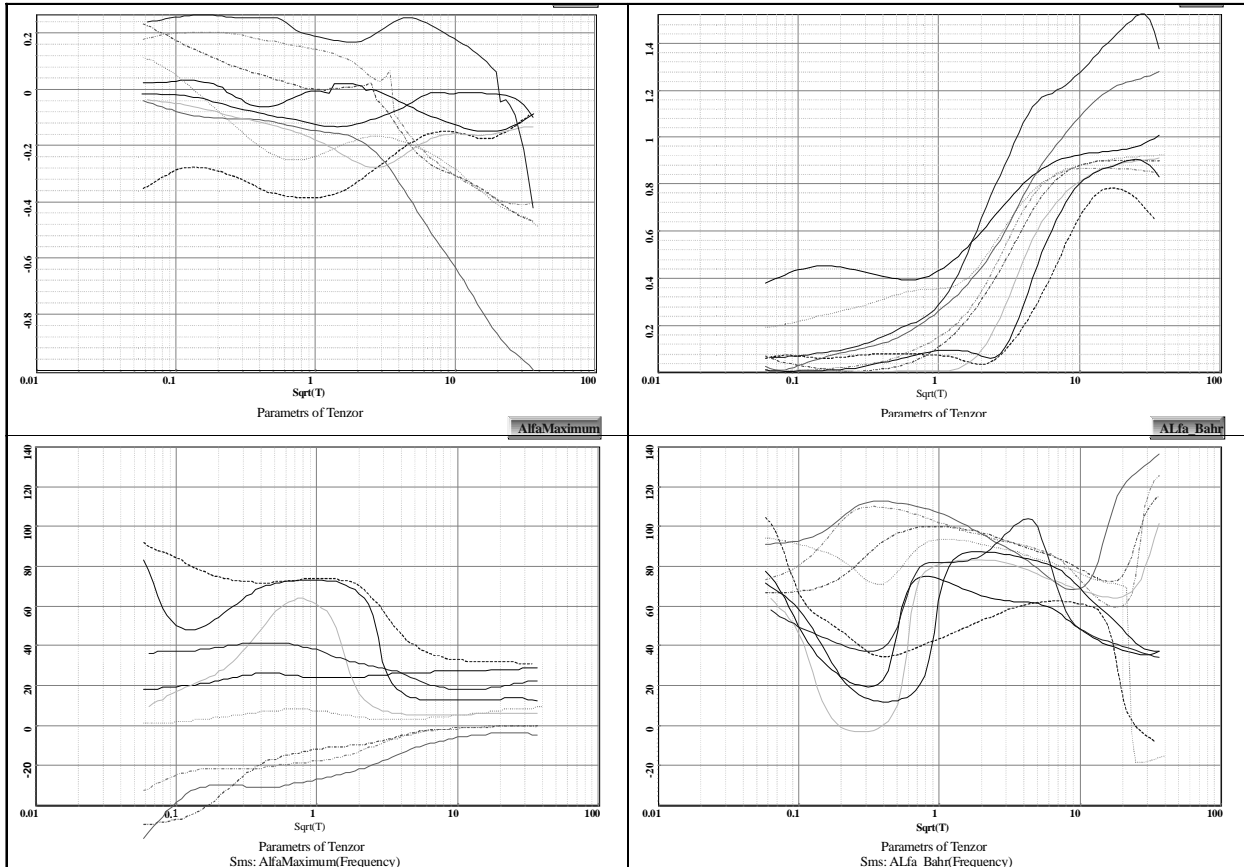 0.2
0
-0.2
-0.4
-0.6
-0.8
0.01 0.1 1 10 100
Sqrt(T)
Parametrs of Tenzor
1.4
1.2
1
0.8
0.6
0.4
0.2
0.01 0.1 1 10 100
Sqrt(T)
Parametrs of Tenzor
AlfaMaximum
140
120
100
80
60
40
20
0
-20
0.01 0.1 1 10 100
Sqrt(T)
Parametrs of Tenzor
Sms: AlfaMaximum(Frequency)
ALfa_Bahr
140
120
100
80
60
40
20
0
-20
0.01 0.1 1 10 100
Sqrt(T)
Parametrs of Tenzor
Sms: ALfa_Bahr(Frequency)